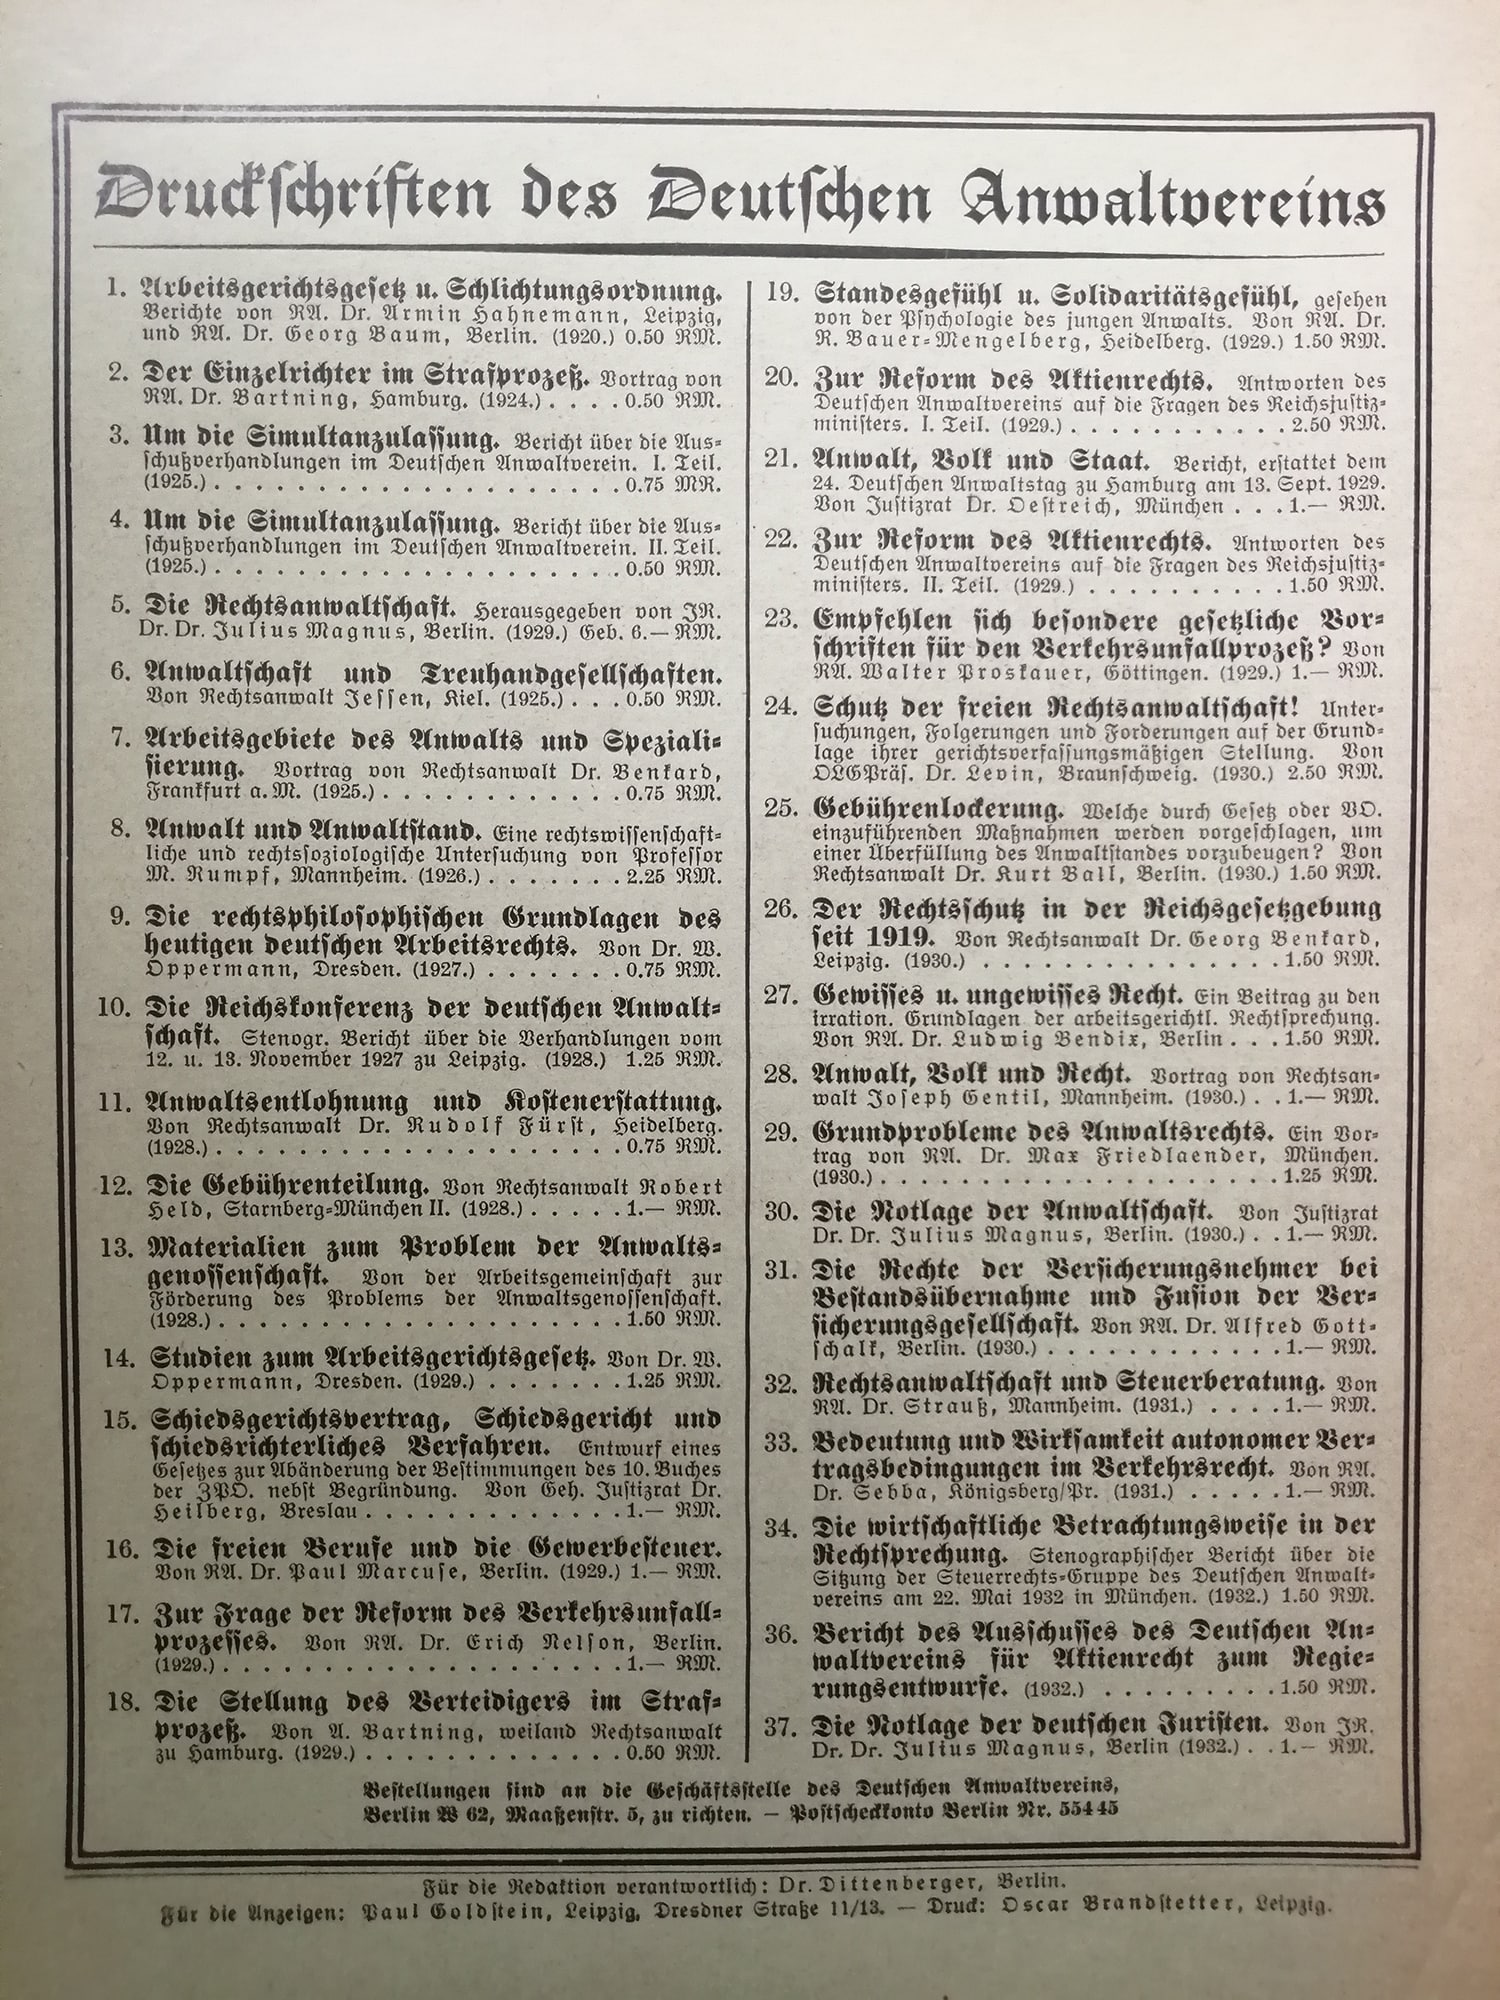 Druckſchriften des Deutſchen Anwaltvereins
1. Arbeitsgerichtsgeſetz u. Schlichtungsordnung.
Berichte von RA. Dr. Armin Hahnemann, Leipzig,
und RA. Dr. Georg Baum, Berlin. (1920.) 0.50 RM.
2. Der Einzelrichter im Strafprozeß. Vortrag von
RA. Dr. Bartning, Hamburg. (1924.) . . . . 0.50 RM.
3. Um die Simultanzulaſſung. Bericht über die Aus-
ſchußverhandlungen im Deutſchen Anwaltverein. I. Teil.
(1925.) . . . . . . . . . . . . . . . . . . . . 0.75 MR.
4. Um die Simultanzulaſſung. Bericht über die Aus-
ſchußverhandlungen im Deutſchen Anwaltverein. II. Teil.
(1925.) . . . . . . . . . . . . . . . . . . . . 0.50 RM.
5. Die Rechtsanwaltſchaft. Herausgegeben von JR.
Dr. Dr. Julius Magnus, Berlin. (1929.) Geb. 6.— RM.
6. Anwaltſchaft und Treuhandgeſellſchaften.
Von Rechtsanwalt Jeſſen, Kiel. (1925.) . . . 0.50 RM.
7. Arbeitsgebiete des Anwalts und Speziali-
ſierung. Vortrag von Rechtsanwalt Dr. Benkard,
Frankfurt a. M. (1925.) . . . . . . . . . . . . 0.75 RM.
8. Anwalt und Anwaltſtand. Eine rechtswiſſenſchaft-
liche und rechtsſoziologiſche Unterſuchung von Profeſſor
M. Rumpf, Mannheim. (1926.) . . . . . . . 2.25 RM.
9. Die rechtsphiloſophiſchen Grundlagen des
heutigen deutſchen Arbeitsrechts. Von Dr. W.
Oppermann, Dresden. (1927.) . . . . . . . 0.75 RM.
10. Die Reichskonferenz der deutſchen Anwalt-
ſchaft. Stenogr. Bericht über die Verhandlungen vom
12. u. 13. November 1927 zu Leipzig. (1928.) 1.25 RM.
11. Anwaltsentlohnung und Koſtenerſtattung.
Von Rechtsanwalt Dr. Rudolf Fürſt, Heidelberg.
(1928.) . . . . . . . . . . . . . . . . . . . . 0.75 RM.
12. Die Gebührenteilung. Von Rechtsanwalt Robert
Held, Starnberg-München II. (1928.) . . . . . 1.— RM.
13. Materialien zum Problem der Anwalts-
genoſſenſchaft. Von der Arbeitsgemeinſchaft zur
Förderung des Problems der Anwaltsgenoſſenſchaft.
(1928.) . . . . . . . . . . . . . . . . . . . . 1.50 RM.
14. Studien zum Arbeitsgerichtsgeſetz. Von Dr. W.
Oppermann, Dresden. (1929.) . . . . . . . 1.25 RM.
15. Schiedsgerichtsvertrag, Schiedsgericht und
ſchiedsrichterliches Verfahren. Entwurf eines
Geſetzes zur Abänderung der Beſtimmungen des 10. Buches
der ZPO. nebſt Begründung. Von Geh. Juſtizrat Dr.
Heilberg, Breslau . . . . . . . . . . . . . 1.— RM.
16. Die freien Berufe und die Gewerbeſteuer.
Von RA. Dr. Paul Marcuſe, Berlin. (1929.) 1.— RM.
17. Zur Frage der Reform des Verkehrsunfall-
prozeſſes. Von RA. Dr. Erich Nelſon, Berlin.
(1929.) . . . . . . . . . . . . . . . . . . . . 1.— RM.
18. Die Stellung des Verteidigers im Straf-
prozeß. Von A. Bartning, weiland Rechtsanwalt
zu Hamburg. (1929.) . . . . . . . . . . . . . 0.50 RM.
19. Standesgefühl u. Solidaritätsgefühl, geſehen
von der Pſychologie des jungen Anwalts. Von RA. Dr.
R. Bauer-Mengelberg, Heidelberg. (1929.) 1.50 RM.
20. Zur Reform des Aktienrechts. Antworten des
Deutſchen Anwaltvereins auf die Fragen des Reichsjuſtiz-
miniſters. I. Teil. (1929.) . . . . . . . . . . . 2.50 RM.
21. Anwalt, Volk und Staat. Bericht, erſtattet dem
24. Deutſchen Anwaltstag zu Hamburg am 13. Sept. 1929.
Von Juſtizrat Dr. Oeſtreich, München . . . 1.— RM.
22. Zur Reform des Aktienrechts. Antworten des
Deutſchen Anwaltvereins auf die Fragen des Reichsjuſtiz-
miniſters. II. Teil. (1929.) . . . . . . . . . . 1.50 RM.
23. Empfehlen ſich beſondere geſetzliche Vor-
ſchriften für den Verkehrsunfallprozeß? Von
RA. Walter Proskauer, Göttingen. (1929.) 1.— RM.
24. Schutz der freien Rechtsanwaltſchaft! Unter-
ſuchungen, Folgerungen und Forderungen auf der Grund-
lage ihrer gerichtsverfaſſungsmäßigen Stellung. Von
OLGPräſ. Dr. Levin, Braunſchweig. (1930.) 2.50 RM.
25. Gebührenlockerung. Welche durch Geſetz oder VO.
einzuführenden Maßnahmen werden vorgeſchlagen, um
einer Überfüllung des Anwaltſtandes vorzubeugen? Von
Rechtsanwalt Dr. Kurt Ball, Berlin. (1930.) 1.50 RM.
26. Der Rechtsſchutz in der Reichsgeſetzgebung
ſeit 1919. Von Rechtsanwalt Dr. Georg Benkard,
Leipzig. (1930.) . . . . . . . . . . . . . . . 1.50 RM.
27. Gewiſſes u. ungewiſſes Recht. Ein Beitrag zu den
irration. Grundlagen der arbeitsgerichtl. Rechtſprechung.
Von RA. Dr. Ludwig Bendix, Berlin . . . 1.50 RM.
28. Anwalt, Volk und Recht. Vortrag von Rechtsan-
walt Joſeph Gentil, Mannheim. (1930.) . . 1.— RM.
29. Grundprobleme des Anwaltsrechts. Ein Vor-
trag von RA. Dr. Max Friedlaender, München.
(1930.) . . . . . . . . . . . . . . . . . . . . 1.25 RM.
30. Die Notlage der Anwaltſchaft. Von Juſtizrat
Dr. Dr. Julius Magnus, Berlin. (1930.) . . 1.— RM.
31. Die Rechte der Verſicherungsnehmer bei
Beſtandsübernahme und Fuſion der Ver-
ſicherungsgeſellſchaft. Von RA. Dr. Alfred Gott-
ſchalk, Berlin. (1930.) . . . . . . . . . . . . 1.— RM.
32. Rechtsanwaltſchaft und Steuerberatung. Von
RA. Dr. Strauß, Mannheim. (1931.) . . . . 1.— RM.
33. Bedeutung und Wirkſamkeit autonomer Ver-
tragsbedingungen im Verkehrsrecht. Von RA.
Dr. Sebba, Königsberg/Pr. (1931.) . . . . . 1.— RM.
34. Die wirtſchaftliche Betrachtungsweiſe in der
Rechtſprechung. Stenographiſcher Bericht über die
Sitzung der Steuerrechts-Gruppe des Deutſchen Anwalt-
vereins am 22. Mai 1932 in München. (1932.) 1.50 RM.
36. Bericht des Ausſchuſſes des Deutſchen An-
waltvereins für Aktienrecht zum Regie-
rungsentwurfe. (1932.) . . . . . . . . . 1.50 RM.
37. Die Notlage der deutſchen Juriſten. Von JR.
Dr. Dr. Julius Magnus, Berlin (1932.) . . 1.— RM.
Beſtellungen ſind an die Geſchäftsſtelle des Deutſchen Anwaltvereins,
Berlin W 62, Maaßenſtr. 5, zu richten. — Poſtſcheckkonto Berlin Nr. 55445
Für die Redaktion verantwortlich: Dr. Dittenberger, Berlin.
Für die Anzeigen: Paul Goldſtein, Leipzig, Dresdner Straße 11/13. — Druck: Oscar Brandſtetter, Leipzig.